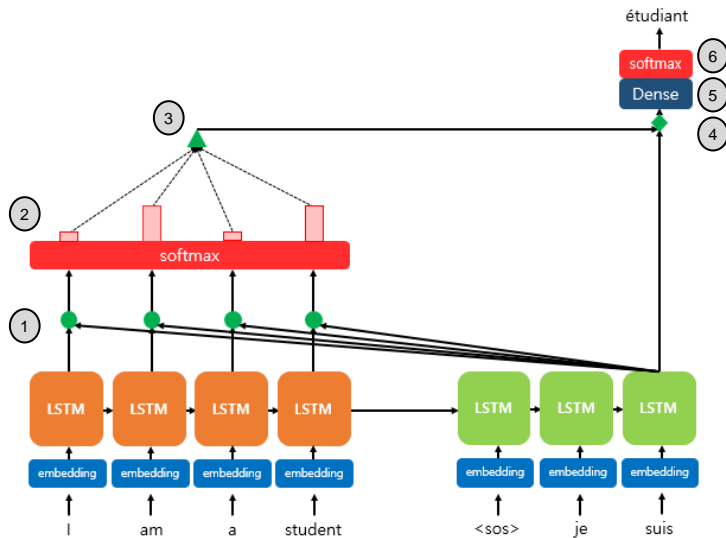 étudiant
softmax
6
Dense
5
3
4
2
softmax
1
LSTM LSTM LSTM LSTM LSTM LSTM LSTM
embedding embedding embedding embedding embedding embedding embedding
I am a student <sos> je suis